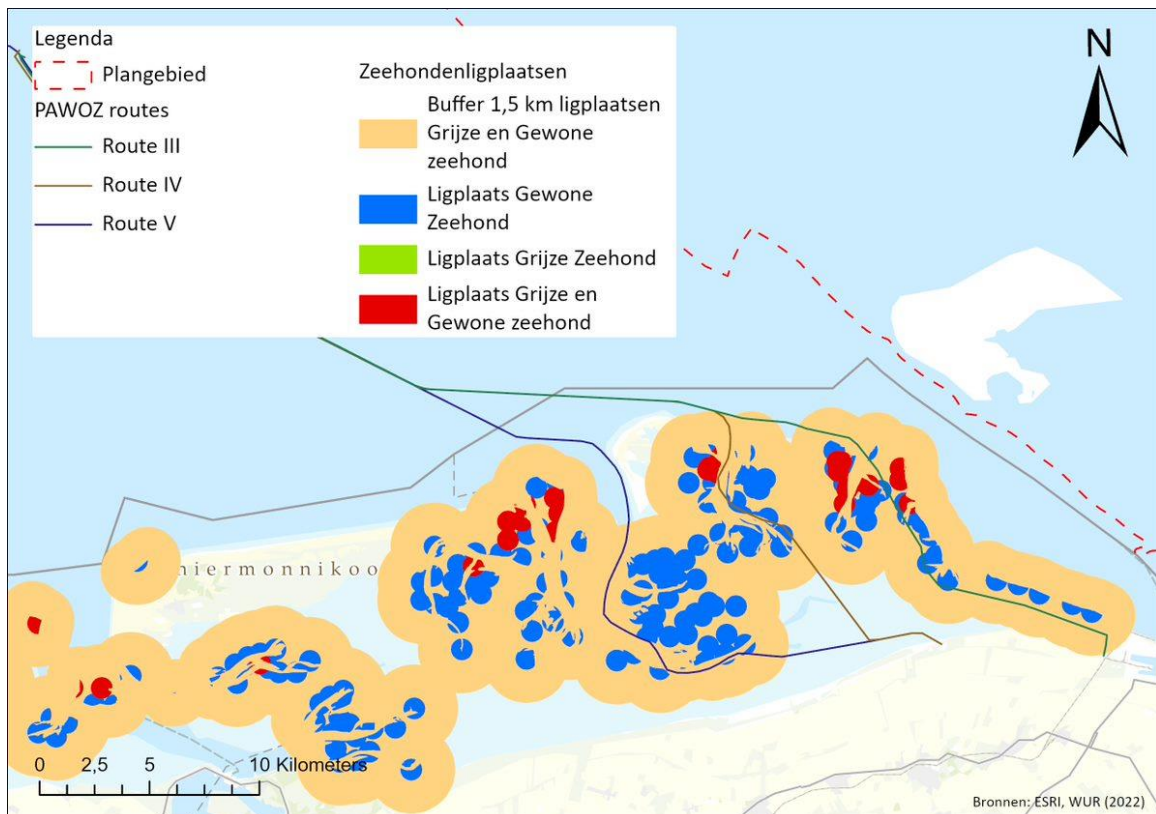 Legenda
Plangebied
PAWOZ routes
Route III
Route IV
Route V
Zeehondenligplaatsen
Buffer 1,5 km ligplaatsen
Grijze en Gewone
zeehond
Ligplaats Gewone
Zeehond
Ligplaats Grijze Zeehond
Ligplaats Grijze en
Gewone zeehond
N
hiermonnikoo
0 2,5 5 10 Kilometers
Bronnen: ESRI, WUR (2022)